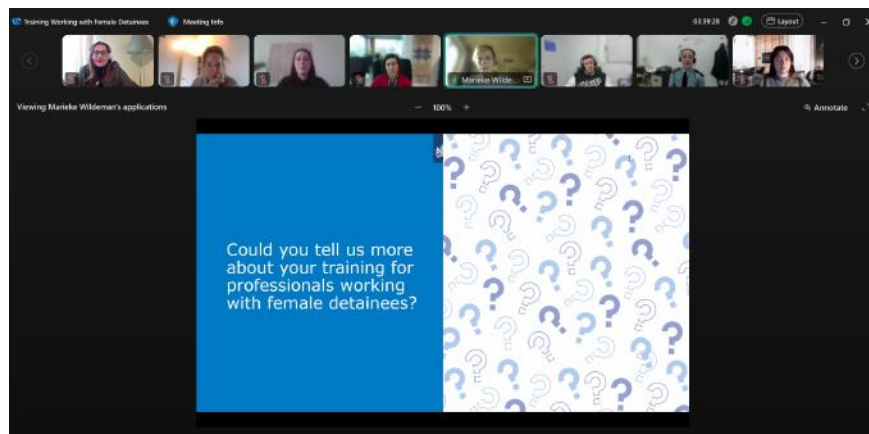 Training Working with Female Detainees
Meeting Info
03:39:28
Layout
Marieke Wilde...
Viewing Marieke Wildeman's applications
100%
Annotate
Could you tell us more
about your training for
professionals working
with female detainees?